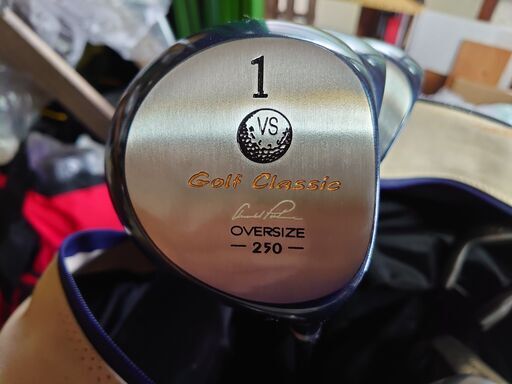 1
VS
Golf Classic
OVERSIZE
- 250 -